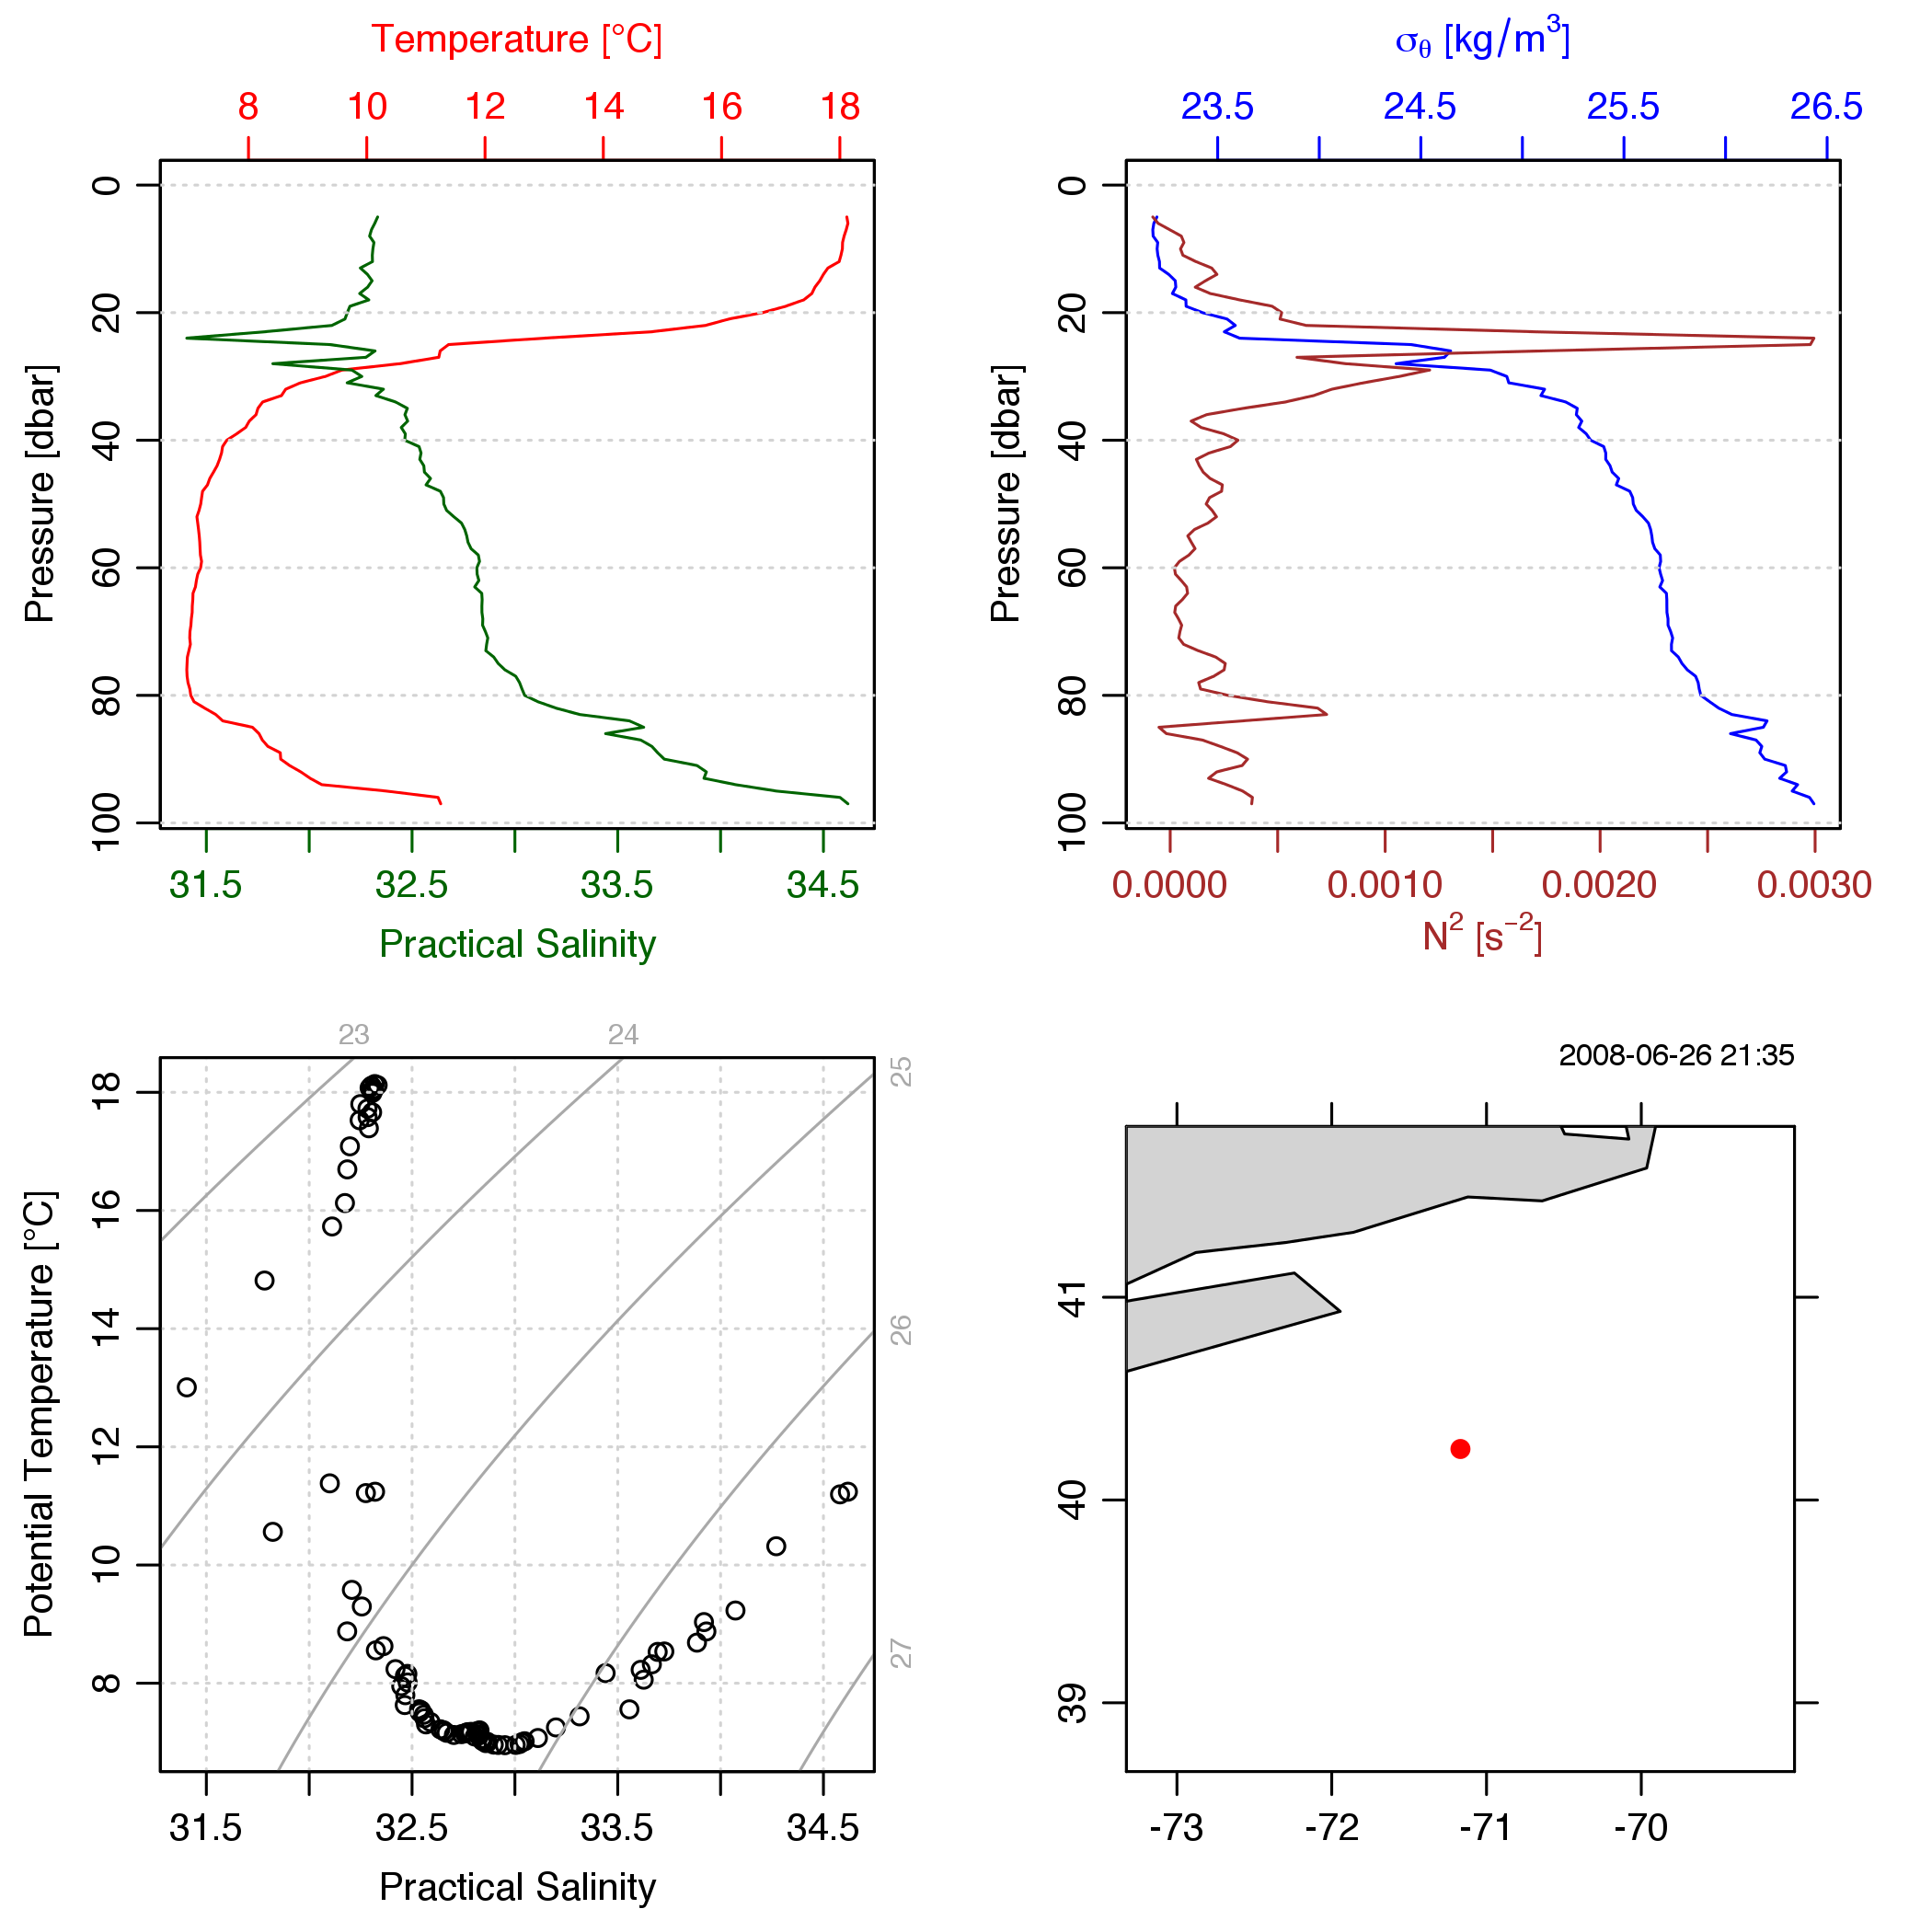 Temperature [°C]
8 10 12 14 16 18
Pressure [dbar]
0 20 40 60 80 100
31.5 32.5 33.5 34.5
Practical Salinity
σθ [kg/m³]
23.5 24.5 25.5 26.5
Pressure [dbar]
0 20 40 60 80 100
0.0000 0.0010 0.0020 0.0030
N² [s⁻²]
23 24
25
26
27
Potential Temperature [°C]
18 16 14 12 10 8
31.5 32.5 33.5 34.5
Practical Salinity
2008-06-26 21:35
41
40
39
-73 -72 -71 -70